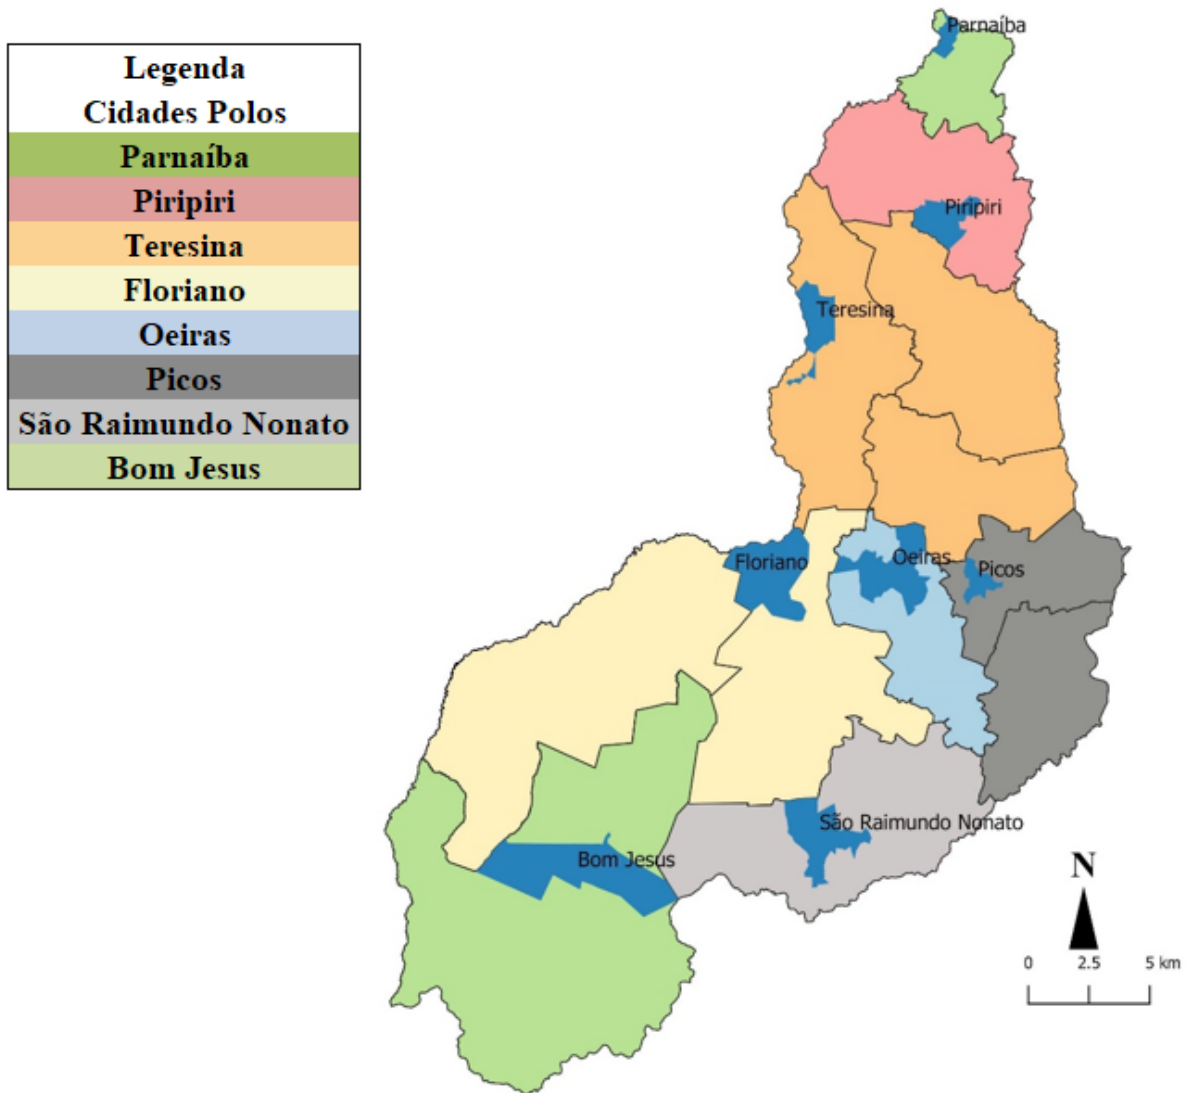 Legenda
Cidades Polos
Parnaíba
Piripiri
Teresina
Floriano
Oeiras
Picos
São Raimundo Nonato
Bom Jesus
Parnaíba
Piripiri
Teresina
Floriano
Oeiras
Picos
São Raimundo Nonato
Bom Jesus
N
0 2.5 5 km